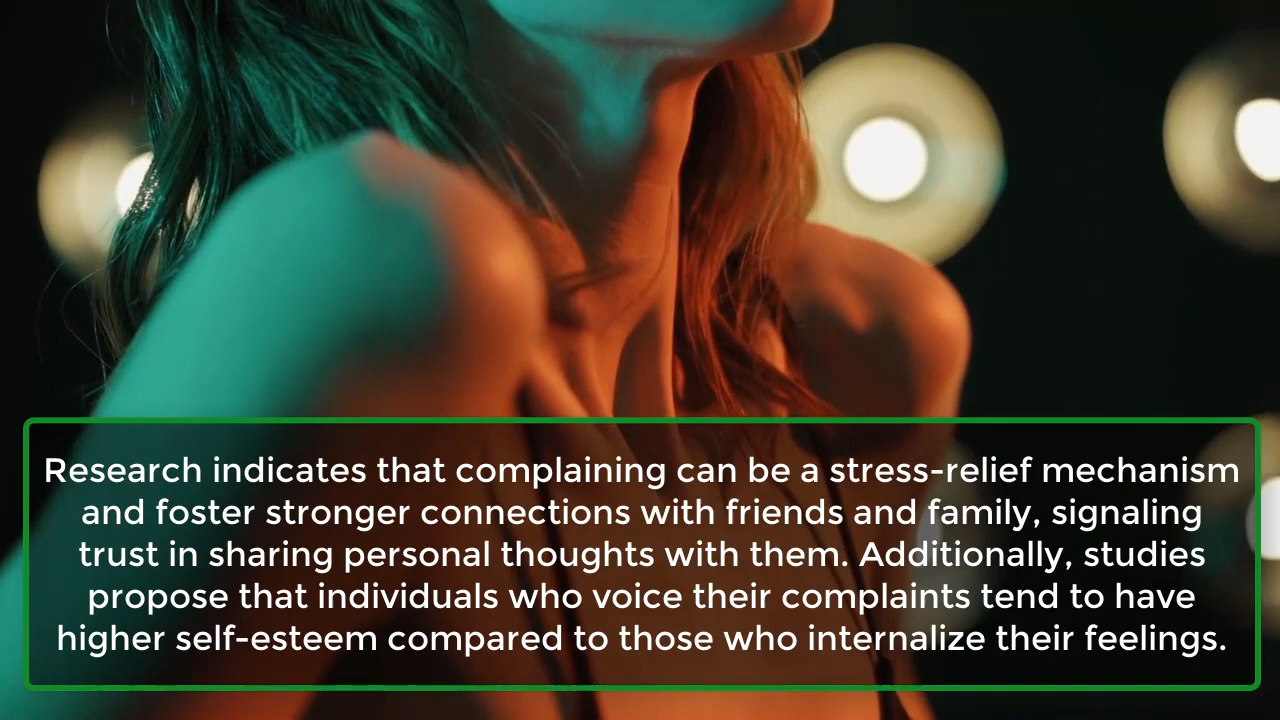 Research indicates that complaining can be a stress-relief mechanism
and foster stronger connections with friends and family, signaling
trust in sharing personal thoughts with them. Additionally, studies
propose that individuals who voice their complaints tend to have
higher self-esteem compared to those who internalize their feelings.